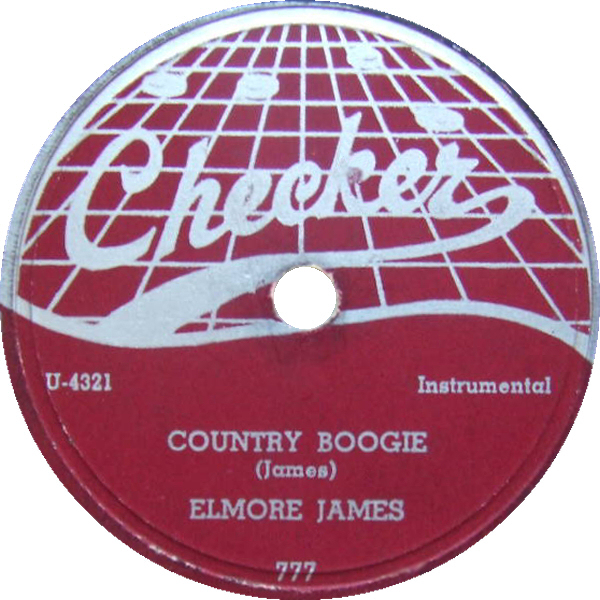 Checker
U-4321
Instrumental
COUNTRY BOOGIE
(James)
ELMORE JAMES
777